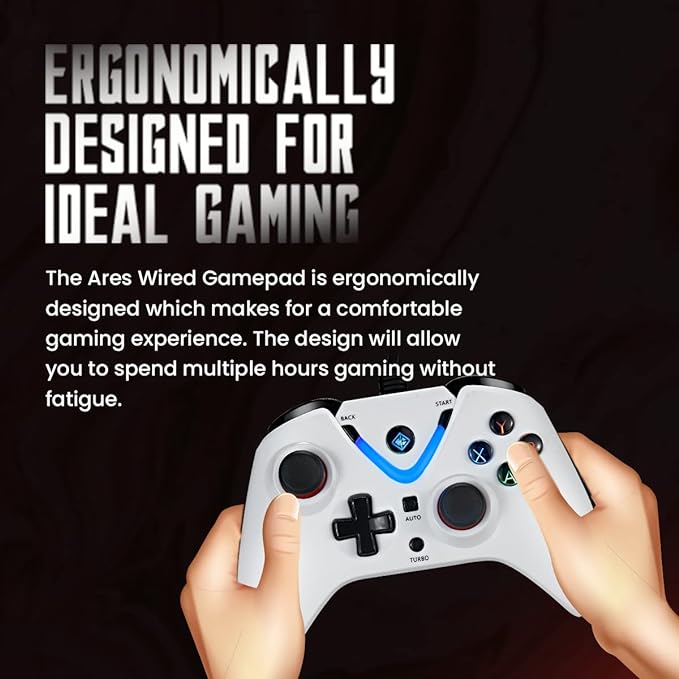 ERGONOMICALLY
DESIGNED FOR
IDEAL GAMING
The Ares Wired Gamepad is ergonomically
designed which makes for a comfortable
gaming experience. The design will allow
you to spend multiple hours gaming without
fatigue.
BACK
START
Y
X
A
AUTO
TURBO